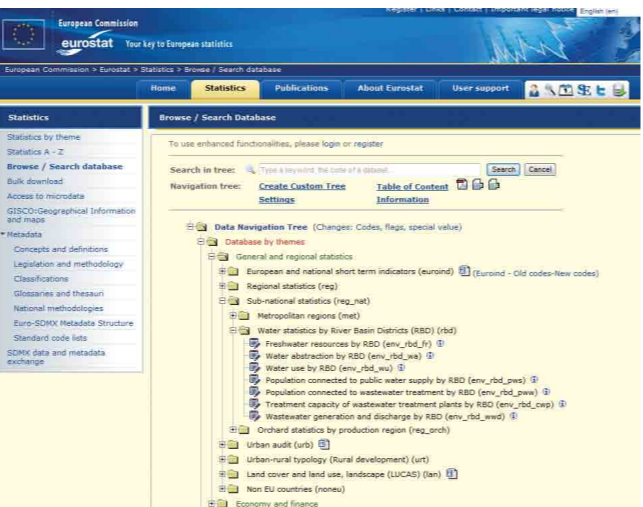 Register | Links | Contact | Important legal notice English (en)
European Commission
eurostat Your key to European statistics
European Commission > Eurostat > Statistics > Browse / Search database
Home Statistics Publications About Eurostat User support
Statistics
Statistics by theme
Statistics A - Z
Browse / Search database
Bulk download
Access to microdata
GISCO:Geographical Information
and maps
Metadata
Concepts and definitions
Legislation and methodology
Classifications
Glossaries and thesauri
National methodologies
Euro-SDMX Metadata Structure
Standard code lists
SDMX data and metadata
exchange
Browse / Search Database
To use enhanced functionalities, please login or register
Search in tree: Type a keyword, the code of a dataset... Search Cancel
Navigation tree: Create Custom Tree Table of Content
Settings Information
Data Navigation Tree (Changes: Codes, flags, special value)
Database by themes
General and regional statistics
European and national short term indicators (euroind) (Euroind - Old codes-New codes)
Regional statistics (reg)
Sub-national statistics (reg_nat)
Metropolitan regions (met)
Water statistics by River Basin Districts (RBD) (rbd)
Freshwater resources by RBD (env_rbd_fr)
Water abstraction by RBD (env_rbd_wa)
Water use by RBD (env_rbd_wu)
Population connected to public water supply by RBD (env_rbd_pws)
Population connected to wastewater treatment by RBD (env_rbd_pww)
Treatment capacity of wastewater treatment plants by RBD (env_rbd_cwp)
Wastewater generation and discharge by RBD (env_rbd_wwd)
Orchard statistics by production region (reg_orch)
Urban audit (urb)
Urban-rural typology (Rural development) (urt)
Land cover and land use, landscape (LUCAS) (lan)
Non EU countries (noneu)
Economy and finance